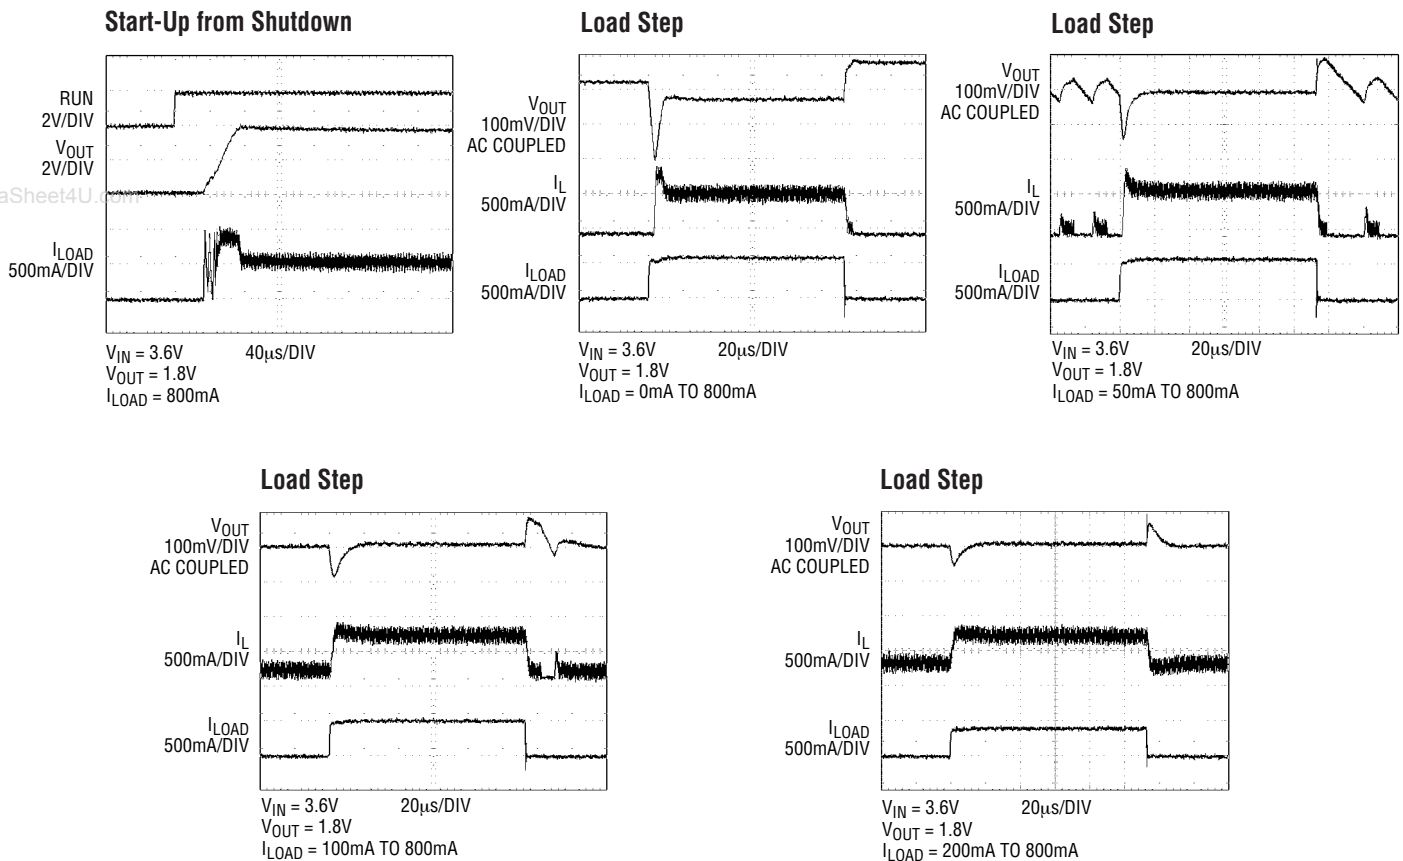 Start-Up from Shutdown
RUN
2V/DIV
VOUT
2V/DIV
aSheet4U.com
ILOAD
500mA/DIV
VIN = 3.6V
40µs/DIV
VOUT = 1.8V
ILOAD = 800mA
Load Step
VOUT
100mV/DIV
AC COUPLED
IL
500mA/DIV
ILOAD
500mA/DIV
VIN = 3.6V
20µs/DIV
VOUT = 1.8V
ILOAD = 0mA TO 800mA
Load Step
VOUT
100mV/DIV
AC COUPLED
IL
500mA/DIV
ILOAD
500mA/DIV
VIN = 3.6V
20µs/DIV
VOUT = 1.8V
ILOAD = 50mA TO 800mA
Load Step
VOUT
100mV/DIV
AC COUPLED
IL
500mA/DIV
ILOAD
500mA/DIV
VIN = 3.6V
20µs/DIV
VOUT = 1.8V
ILOAD = 100mA TO 800mA
Load Step
VOUT
100mV/DIV
AC COUPLED
IL
500mA/DIV
ILOAD
500mA/DIV
VIN = 3.6V
20µs/DIV
VOUT = 1.8V
ILOAD = 200mA TO 800mA